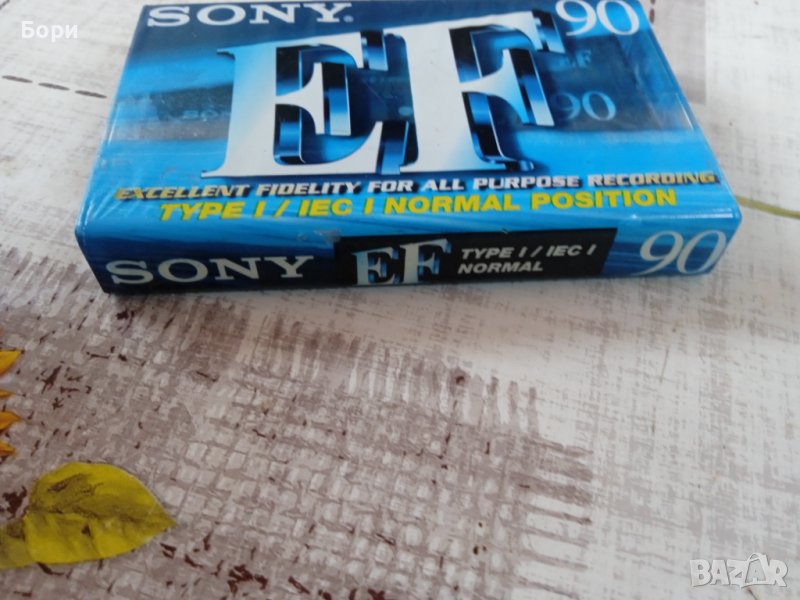 Бори
SONY.
EF 90
EF
90
EXCELLENT FIDELITY FOR ALL PURPOSE RECORDING
TYPE I / IEC I NORMAL POSITION
SONY EF TYPE I / IEC I 90
NORMAL
BAZAR